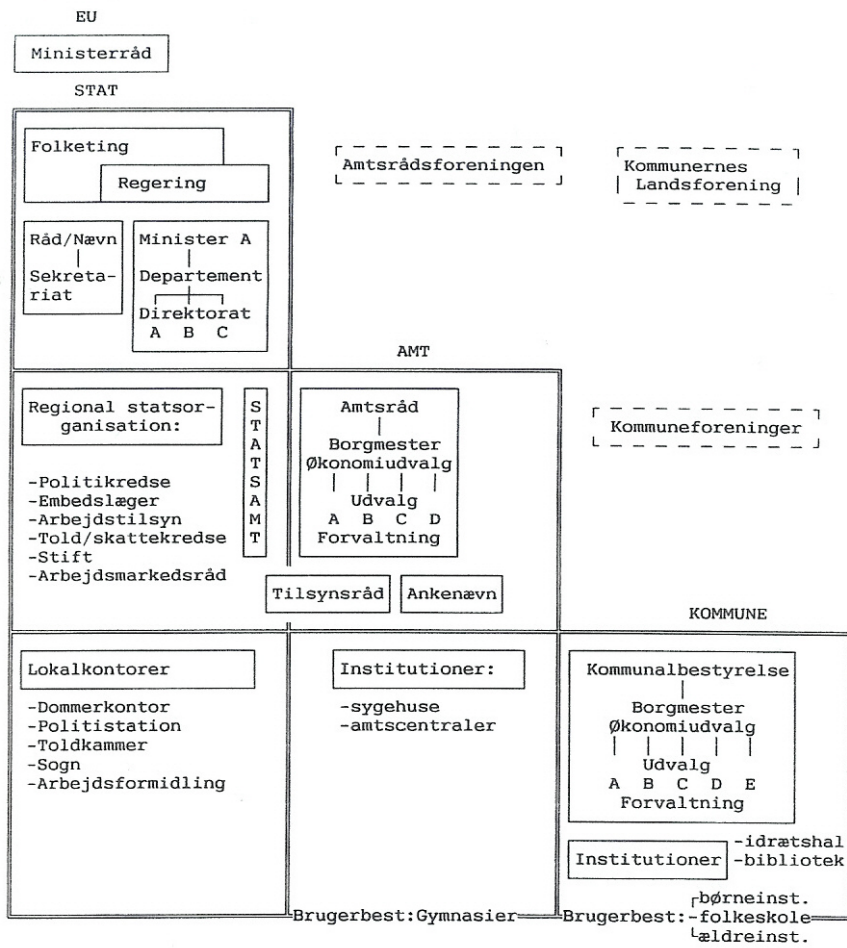 EU
Ministerråd
STAT
Folketing
Regering
Amtsrådsforeningen
Kommunernes
Landsforening
Råd/Nævn
Sekreta-
riat
Minister A
Departement
Direktorat
A B C
AMT
Regional statsor-
ganisation:
-Politikredse
-Embedslæger
-Arbejdstilsyn
-Told/skattekredse
-Stift
-Arbejdsmarkedsråd
S
T
A
T
S
A
M
T
Amtsråd
Borgmester
Økonomiudvalg
Udvalg
A B C D
Forvaltning
Kommuneforeninger
Tilsynsråd
Ankenævn
KOMMUNE
Lokalkontorer
-Dommerkontor
-Politistation
-Toldkammer
-Sogn
-Arbejdsformidling
Institutioner:
-sygehuse
-amtscentraler
Kommunalbestyrelse
Borgmester
Økonomiudvalg
Udvalg
A B C D E
Forvaltning
Institutioner
-idrætshal
-bibliotek
Brugerbest:Gymnasier
Brugerbest:
børneinst.
-folkeskole
ældreinst.